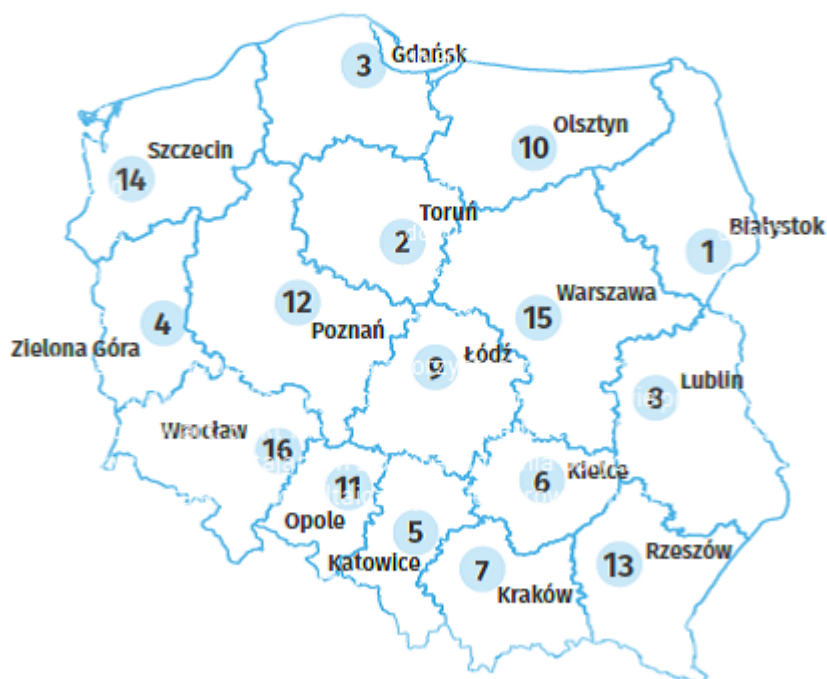 Gdańsk
3
Olsztyn
10
Szczecin
14
Toruń
2
Białystok
1
Warszawa
15
12
Poznań
4
Zielona Góra
Łódź
9
Lublin
8
Wrocław
16
Kielce
6
11
Opole
5
Katowice
Rzeszów
13
7
Kraków